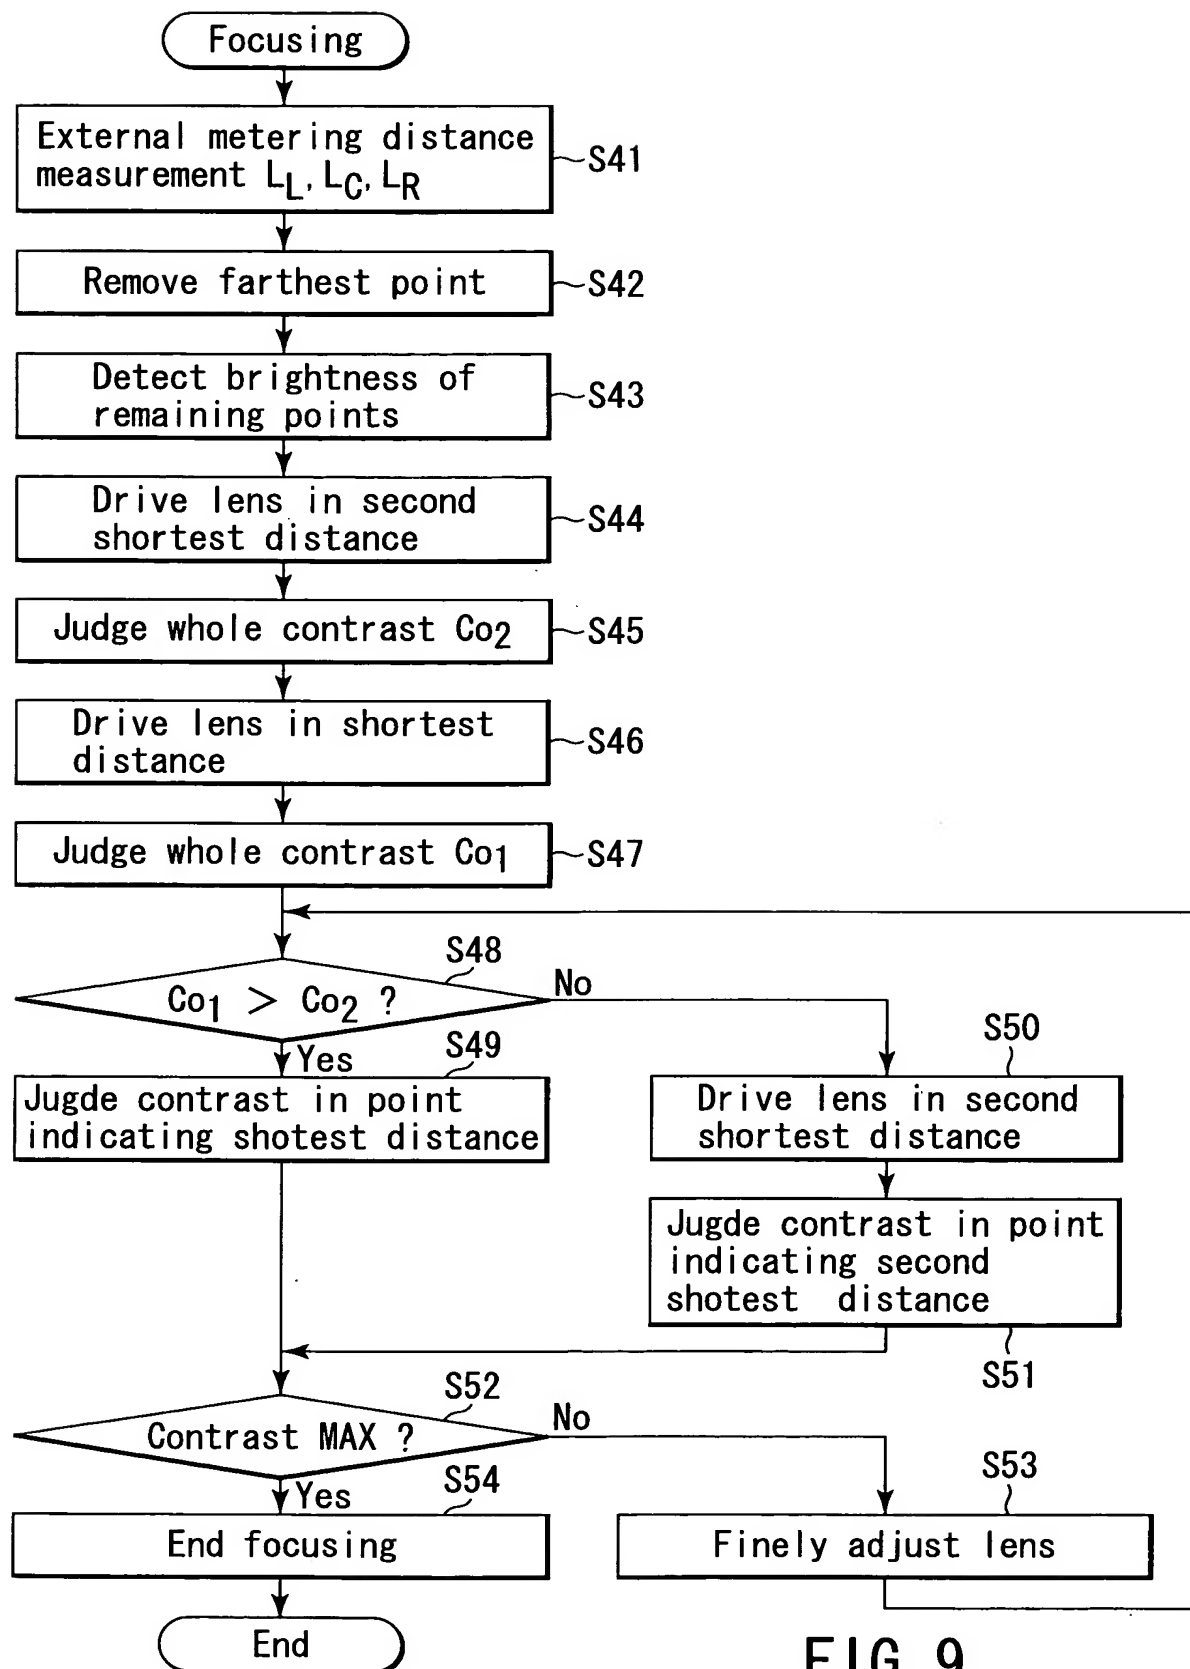 Focusing
External metering distance
measurement LL, LC, LR
S41
Remove farthest point
S42
Detect brightness of
remaining points
S43
Drive lens in second
shortest distance
S44
Judge whole contrast Co2
S45
Drive lens in shortest
distance
S46
Judge whole contrast Co1
S47
S48
Co1 > Co2 ?
No
Yes
S49
Jugde contrast in point
indicating shotest distance
S50
Drive lens in second
shortest distance
Jugde contrast in point
indicating second
shotest distance
S51
S52
Contrast MAX ?
No
Yes
S54
End focusing
S53
Finely adjust lens
End
FIG. 9